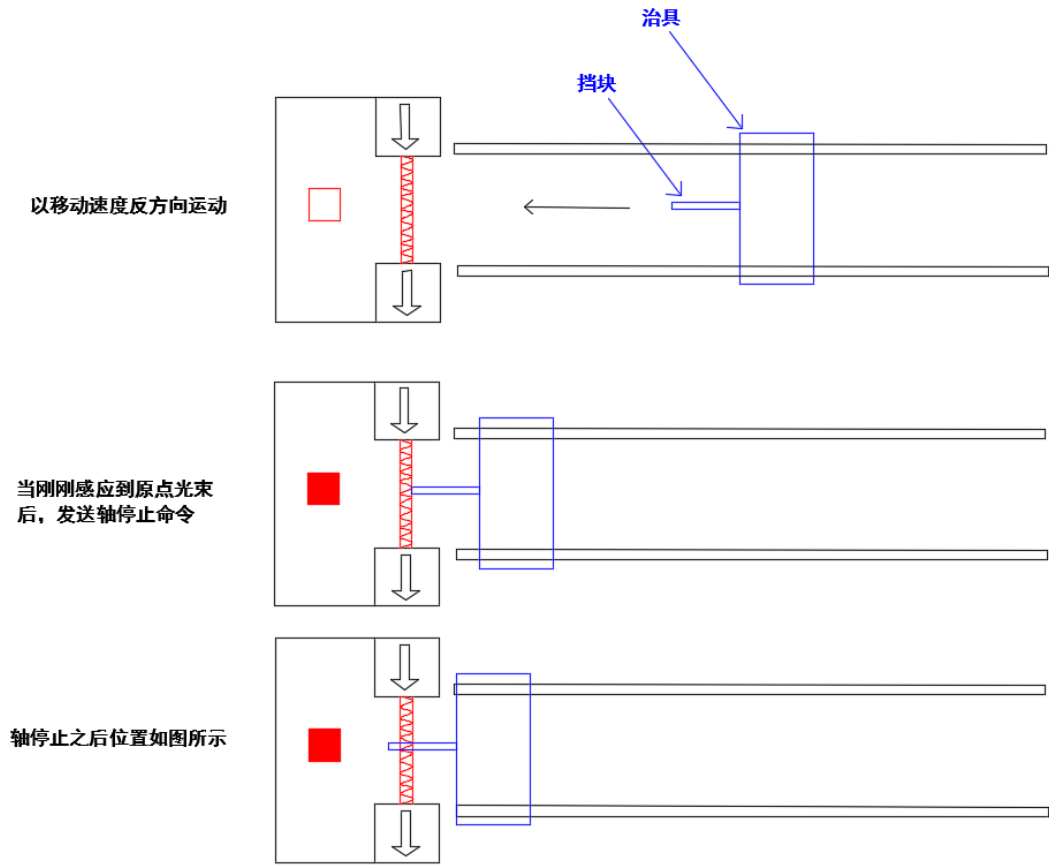 治具
挡块
以移动速度反方向运动
当刚刚感应到原点光束
后，发送轴停止命令
轴停止之后位置如图所示